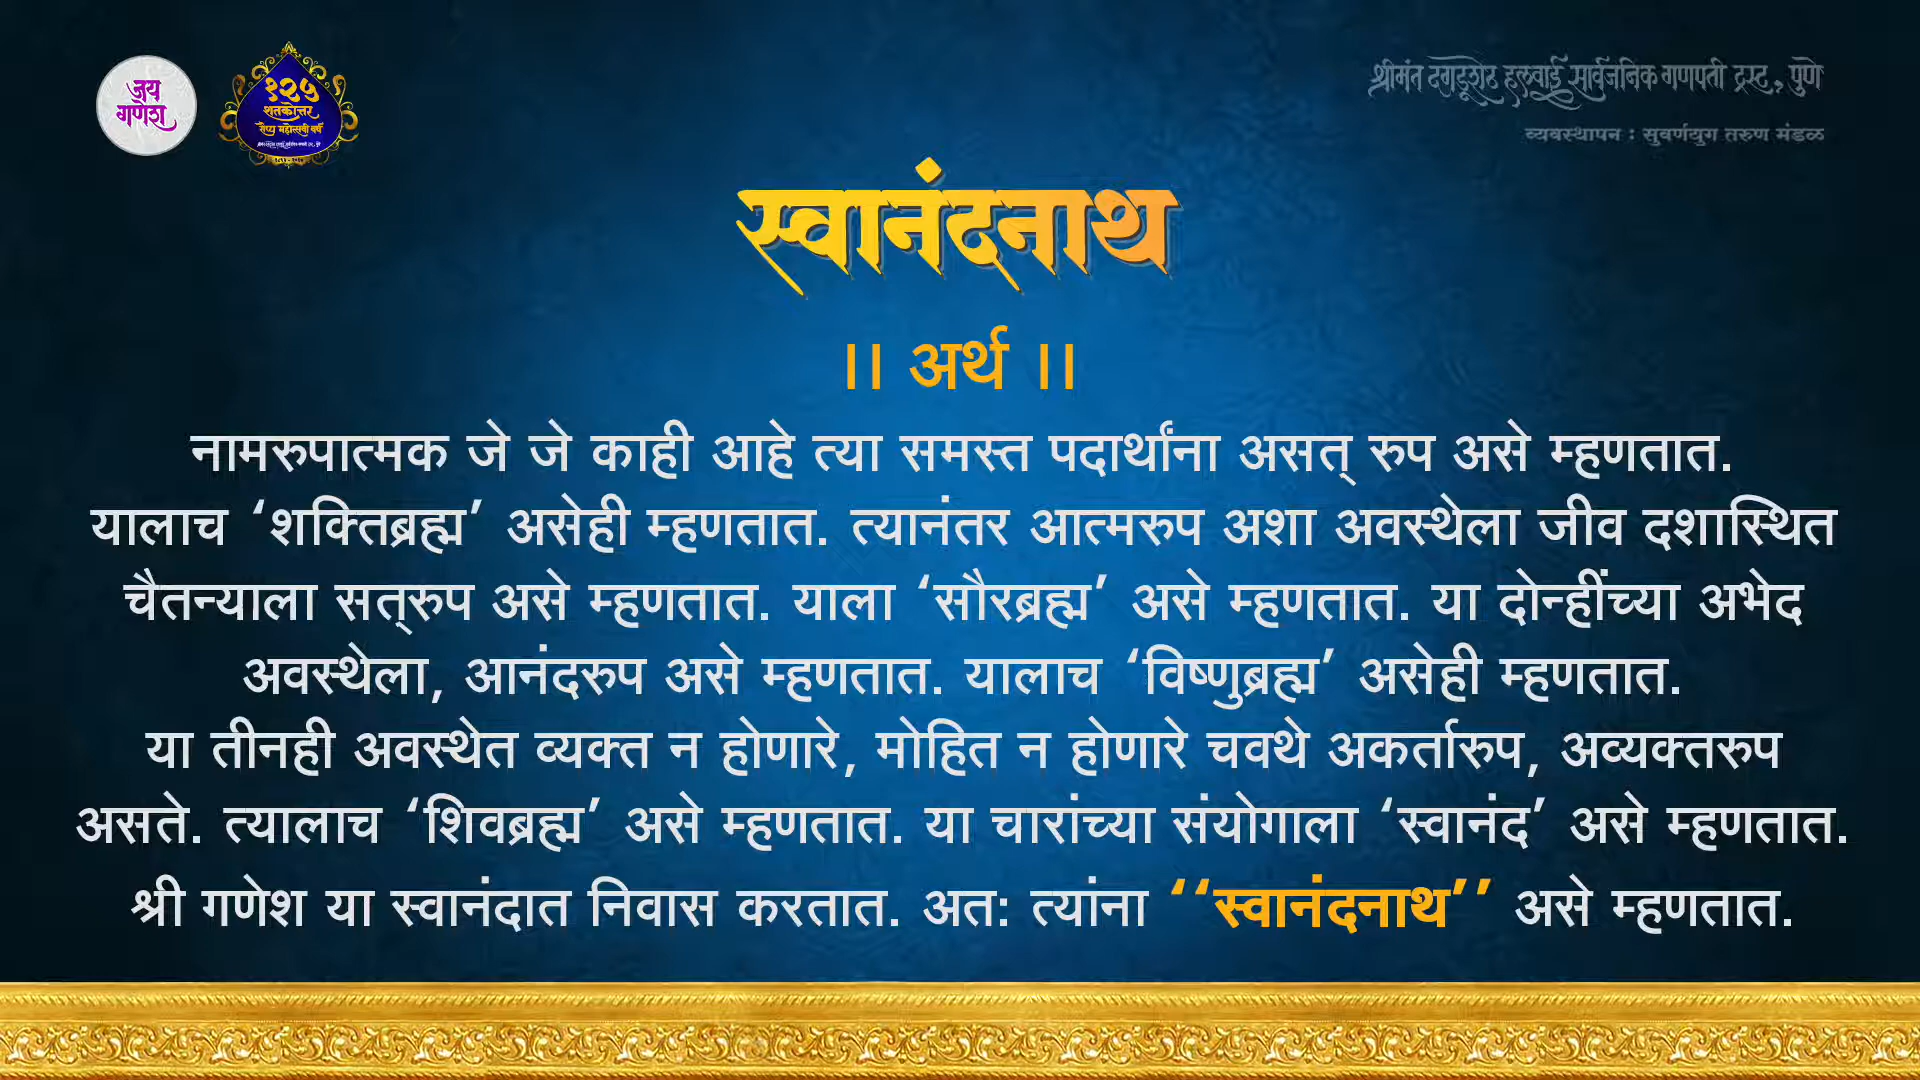 जय
गणेश
१२५
शतकोत्तर
रौप्य महोत्सवी वर्ष
श्रीमंत दगडूशेठ हलवाई सार्वजनिक गणपती ट्रस्ट, पुणे
व्यवस्थापन : सुवर्णयुग तरुण मंडळ
स्वानंदनाथ
।। अर्थ ।।
नामरुपात्मक जे जे काही आहे त्या समस्त पदार्थांना असत् रुप असे म्हणतात.
यालाच ‘शक्तिब्रह्म’ असेही म्हणतात. त्यानंतर आत्मरुप अशा अवस्थेला जीव दशास्थित
चैतन्याला सत्‌रुप असे म्हणतात. याला ‘सौरब्रह्म’ असे म्हणतात. या दोन्हींच्या अभेद
अवस्थेला, आनंदरुप असे म्हणतात. यालाच ‘विष्णुब्रह्म’ असेही म्हणतात.
या तीनही अवस्थेत व्यक्त न होणारे, मोहित न होणारे चवथे अकर्तारुप, अव्यक्तरुप
असते. त्यालाच ‘शिवब्रह्म’ असे म्हणतात. या चारांच्या संयोगाला ‘स्वानंद’ असे म्हणतात.
श्री गणेश या स्वानंदात निवास करतात. अत: त्यांना ‘‘स्वानंदनाथ’’ असे म्हणतात.